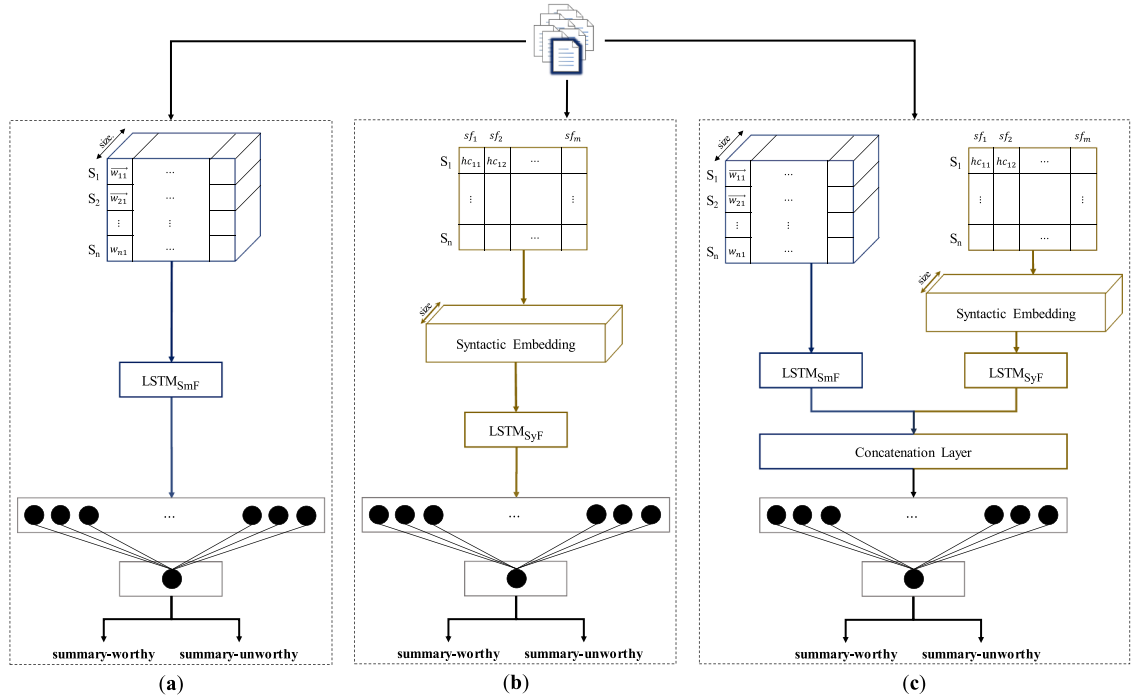 size
S1 w11 ...
S2 w21 ...
⋮ ⋮
Sn wn1 ...
LSTMSmF
...
summary-worthy summary-unworthy
(a)
sf1 sf2 sfm
S1 hc11 hc12 ...
⋮ ⋮
Sn ...
size
Syntactic Embedding
LSTMSyF
...
summary-worthy summary-unworthy
(b)
size
S1 w11 ...
S2 w21 ...
⋮ ⋮
Sn wn1 ...
LSTMSmF
sf1 sf2 sfm
S1 hc11 hc12 ...
⋮ ⋮
Sn ...
size
Syntactic Embedding
LSTMSyF
Concatenation Layer
...
summary-worthy summary-unworthy
(c)